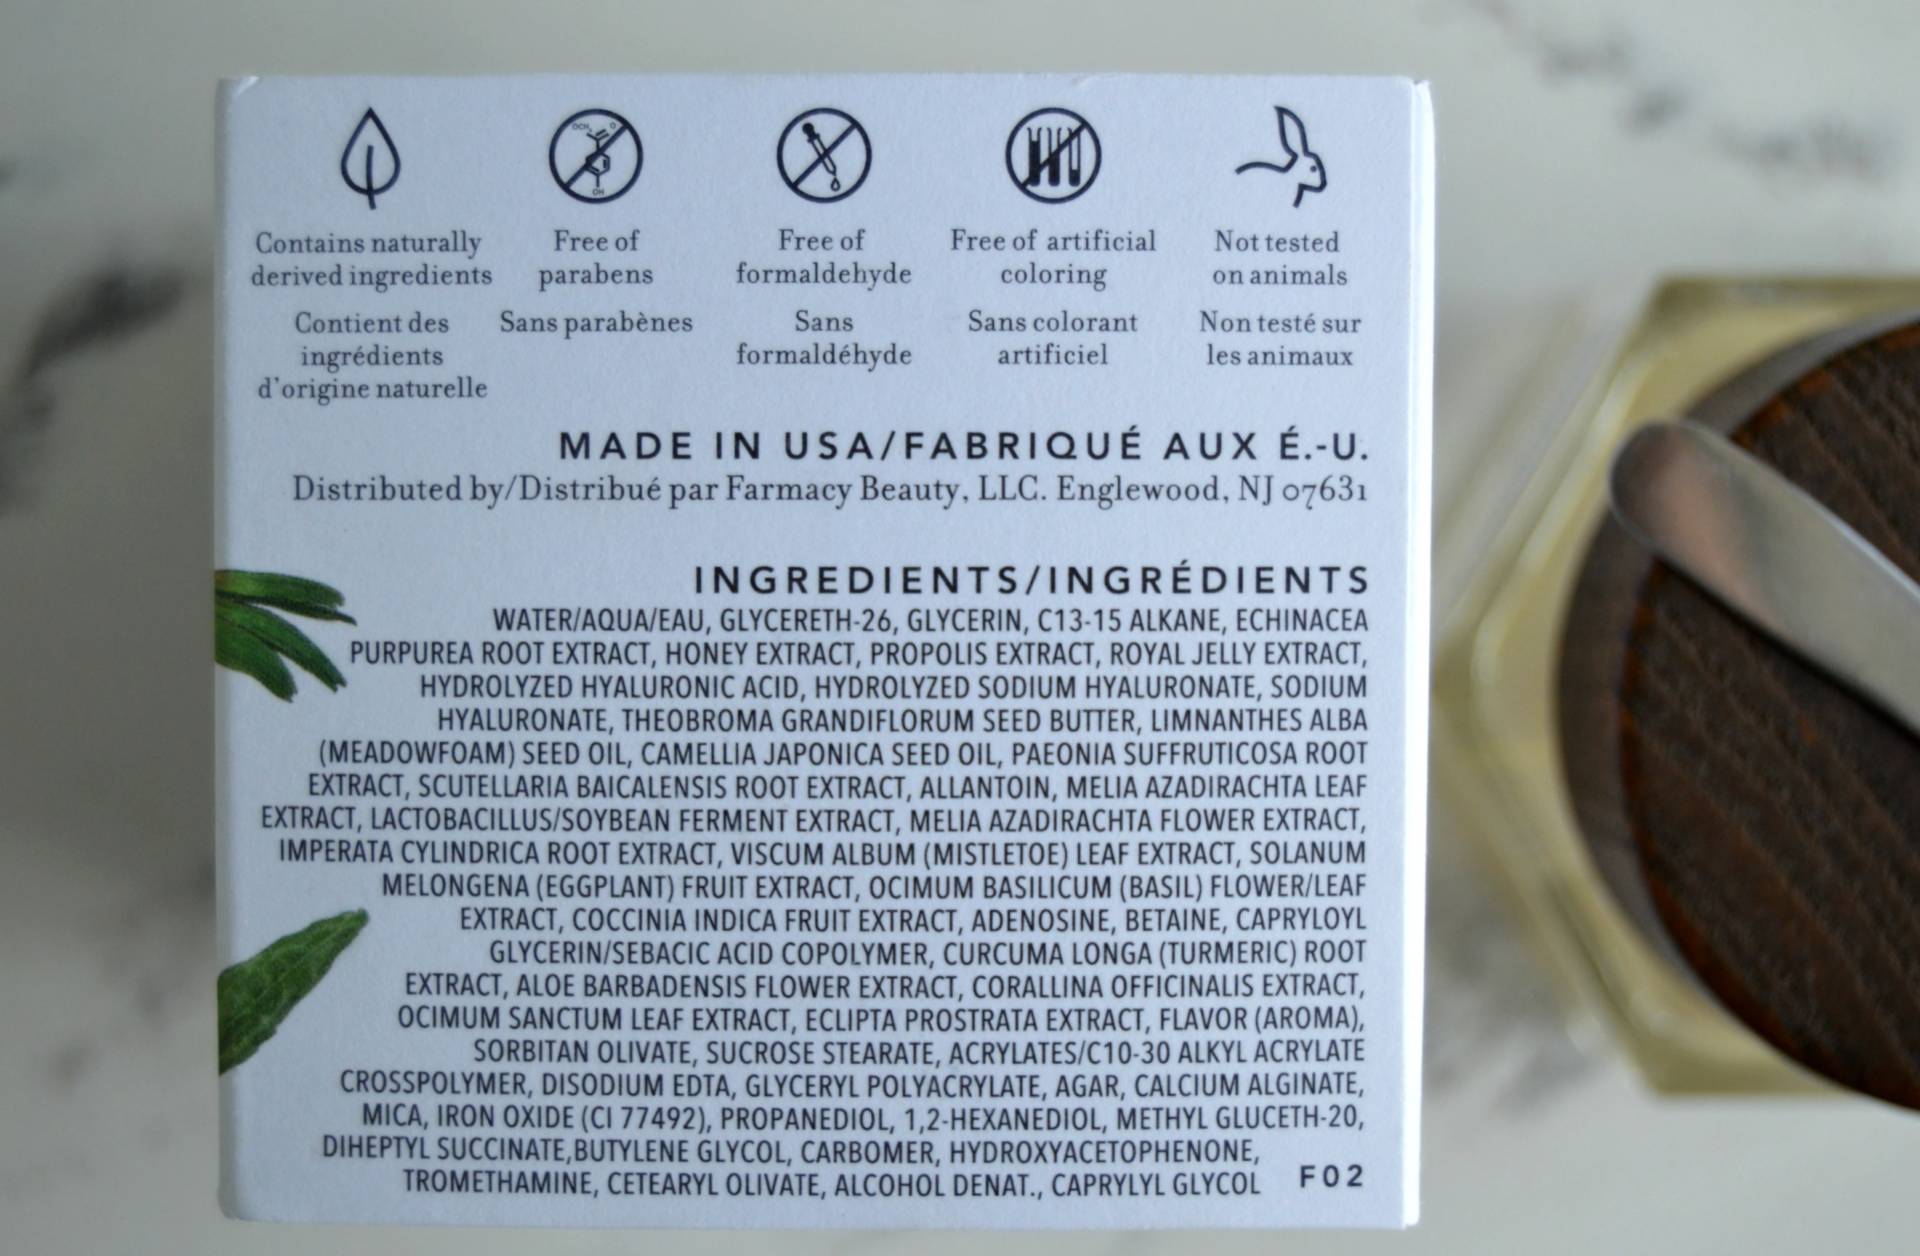 Contains naturally
derived ingredients
Contient des
ingrédients
d'origine naturelle
OCH₃ O
OH
Free of
parabens
Sans parabènes
Free of
formaldehyde
Sans
formaldéhyde
Free of artificial
coloring
Sans colorant
artificiel
Not tested
on animals
Non testé sur
les animaux
MADE IN USA/FABRIQUÉ AUX É.-U.
Distributed by/Distribué par Farmacy Beauty, LLC. Englewood, NJ 07631
INGREDIENTS/INGRÉDIENTS
WATER/AQUA/EAU, GLYCERETH-26, GLYCERIN, C13-15 ALKANE, ECHINACEA
PURPUREA ROOT EXTRACT, HONEY EXTRACT, PROPOLIS EXTRACT, ROYAL JELLY EXTRACT,
HYDROLYZED HYALURONIC ACID, HYDROLYZED SODIUM HYALURONATE, SODIUM
HYALURONATE, THEOBROMA GRANDIFLORUM SEED BUTTER, LIMNANTHES ALBA
(MEADOWFOAM) SEED OIL, CAMELLIA JAPONICA SEED OIL, PAEONIA SUFFRUTICOSA ROOT
EXTRACT, SCUTELLARIA BAICALENSIS ROOT EXTRACT, ALLANTOIN, MELIA AZADIRACHTA LEAF
EXTRACT, LACTOBACILLUS/SOYBEAN FERMENT EXTRACT, MELIA AZADIRACHTA FLOWER EXTRACT,
IMPERATA CYLINDRICA ROOT EXTRACT, VISCUM ALBUM (MISTLETOE) LEAF EXTRACT, SOLANUM
MELONGENA (EGGPLANT) FRUIT EXTRACT, OCIMUM BASILICUM (BASIL) FLOWER/LEAF
EXTRACT, COCCINIA INDICA FRUIT EXTRACT, ADENOSINE, BETAINE, CAPRYLOYL
GLYCERIN/SEBACIC ACID COPOLYMER, CURCUMA LONGA (TURMERIC) ROOT
EXTRACT, ALOE BARBADENSIS FLOWER EXTRACT, CORALLINA OFFICINALIS EXTRACT,
OCIMUM SANCTUM LEAF EXTRACT, ECLIPTA PROSTRATA EXTRACT, FLAVOR (AROMA),
SORBITAN OLIVATE, SUCROSE STEARATE, ACRYLATES/C10-30 ALKYL ACRYLATE
CROSSPOLYMER, DISODIUM EDTA, GLYCERYL POLYACRYLATE, AGAR, CALCIUM ALGINATE,
MICA, IRON OXIDE (CI 77492), PROPANEDIOL, 1,2-HEXANEDIOL, METHYL GLUCETH-20,
DIHEPTYL SUCCINATE,BUTYLENE GLYCOL, CARBOMER, HYDROXYACETOPHENONE,
TROMETHAMINE, CETEARYL OLIVATE, ALCOHOL DENAT., CAPRYLYL GLYCOL
F02